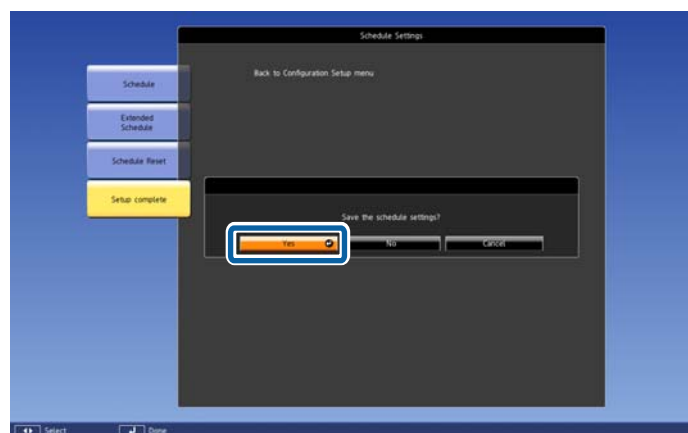 Schedule Settings
Schedule
Back to Configuration Setup menu
Extended
Schedule
Schedule Reset
Setup complete
Save the schedule settings?
Yes No Cancel
Select Done